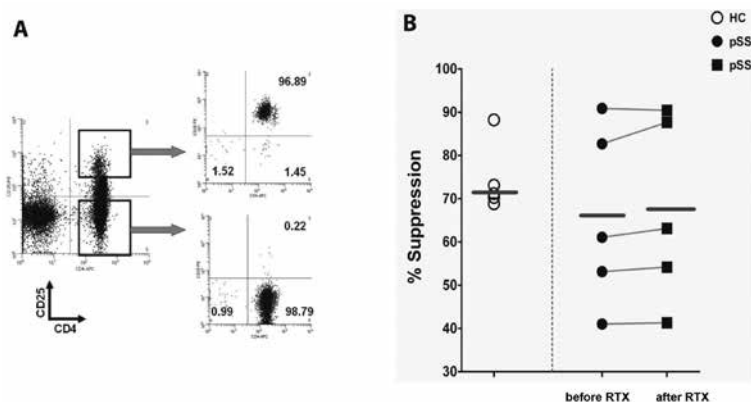 A
96.89
1.52
1.45
0.22
0.99
98.79
CD25
CD4
B
HC
pSS
pSS
% Suppression
100
90
80
70
60
50
40
30
before RTX
after RTX